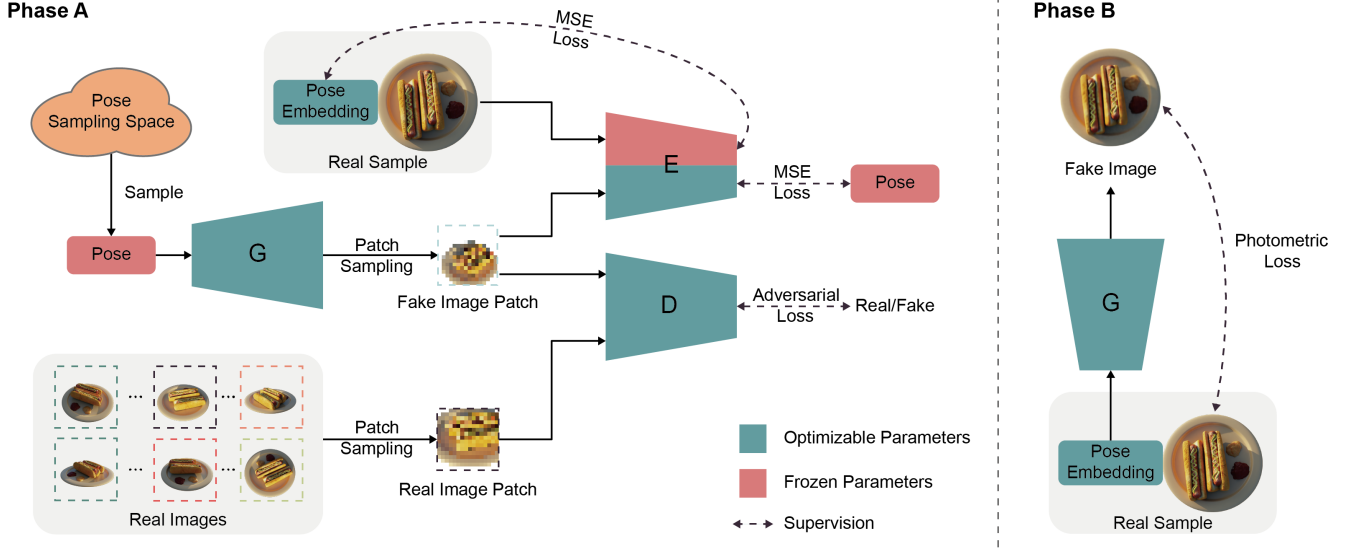 Phase A
Phase B
MSE
Loss
Pose
Sampling Space
Pose
Embedding
Real Sample
Sample
Pose
G
Patch
Sampling
Fake Image Patch
E
MSE
Loss
Pose
D
Adversarial
Loss
Real/Fake
...
...
...
...
Real Images
Patch
Sampling
Real Image Patch
Optimizable Parameters
Frozen Parameters
Supervision
Fake Image
Photometric
Loss
G
Pose
Embedding
Real Sample